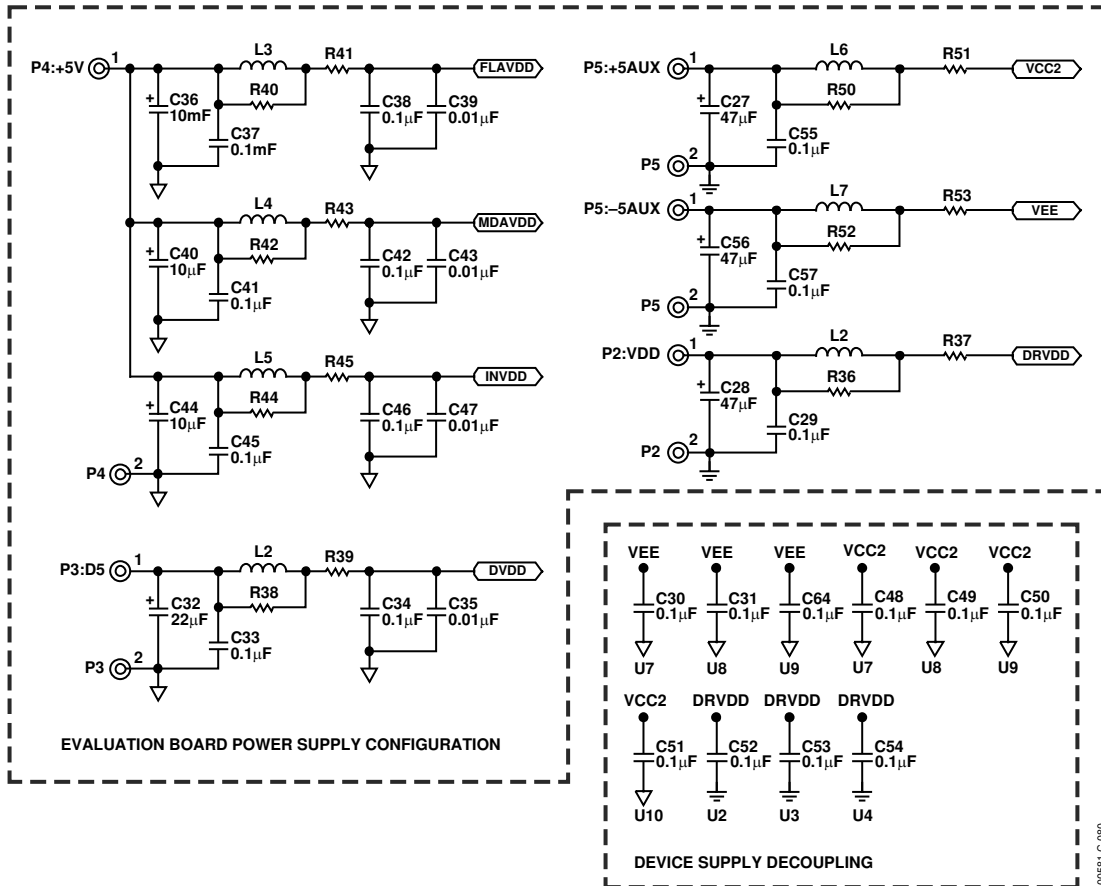 P4:+5V 1
L3
R41
FLAVDD
R40
+ C36
10mF
C37
0.1mF
C38
0.1μF
C39
0.01μF
L4
R43
MDAVDD
R42
+ C40
10μF
C41
0.1μF
C42
0.1μF
C43
0.01μF
L5
R45
INVDD
R44
+ C44
10μF
C45
0.1μF
C46
0.1μF
C47
0.01μF
P4 2
P3:D5 1
L2
R39
DVDD
R38
+ C32
22μF
C33
0.1μF
C34
0.1μF
C35
0.01μF
P3 2
EVALUATION BOARD POWER SUPPLY CONFIGURATION
P5:+5AUX 1
L6
R51
VCC2
R50
+ C27
47μF
C55
0.1μF
P5 2
P5:–5AUX 1
L7
R53
VEE
R52
+ C56
47μF
C57
0.1μF
P5 2
P2:VDD 1
L2
R37
DRVDD
R36
+ C28
47μF
C29
0.1μF
P2 2
VEE VEE VEE VCC2 VCC2 VCC2
C30 C31 C64 C48 C49 C50
0.1μF 0.1μF 0.1μF 0.1μF 0.1μF 0.1μF
U7 U8 U9 U7 U8 U9
VCC2 DRVDD DRVDD DRVDD
C51 C52 C53 C54
0.1μF 0.1μF 0.1μF 0.1μF
U10 U2 U3 U4
DEVICE SUPPLY DECOUPLING
00581-C-080